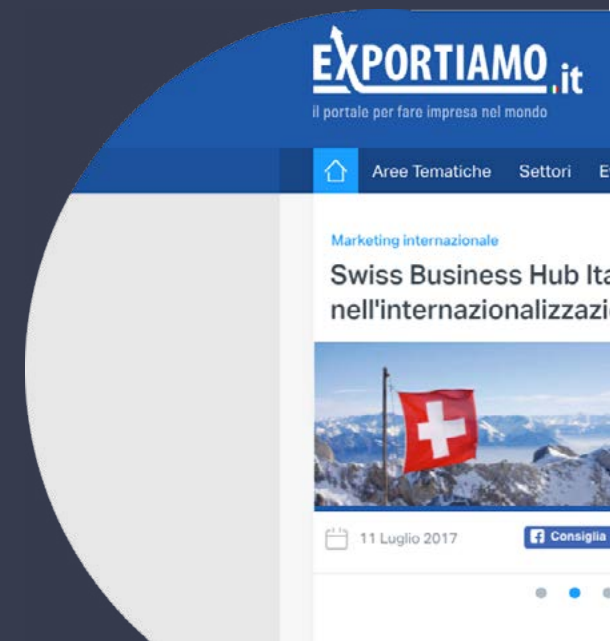 EXPORTIAMO.it
il portale per fare impresa nel mondo
Aree Tematiche Settori E
Marketing internazionale
Swiss Business Hub Ita
nell'internazionalizzazi
11 Luglio 2017
Consiglia